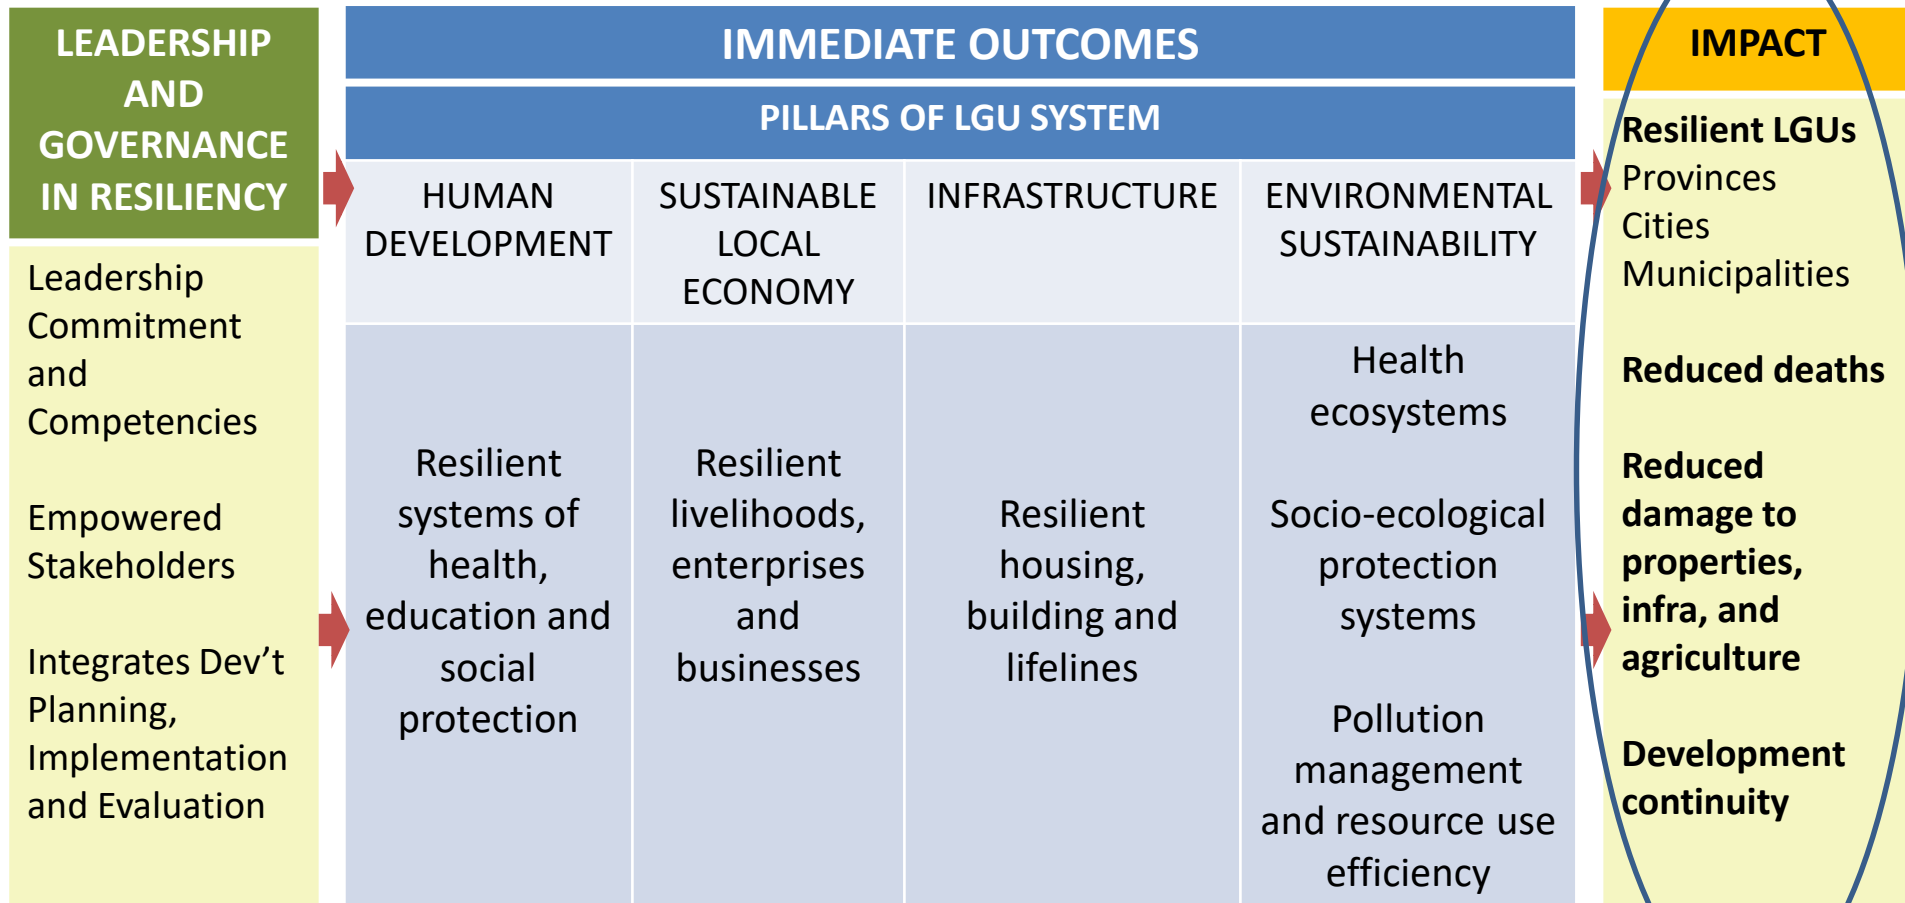 LEADERSHIP
AND
GOVERNANCE
IN RESILIENCY
Leadership
Commitment
and
Competencies
Empowered
Stakeholders
Integrates Dev’t
Planning,
Implementation
and Evaluation
IMMEDIATE OUTCOMES
PILLARS OF LGU SYSTEM
HUMAN
DEVELOPMENT
SUSTAINABLE
LOCAL
ECONOMY
INFRASTRUCTURE
ENVIRONMENTAL
SUSTAINABILITY
Resilient
systems of
health,
education and
social
protection
Resilient
livelihoods,
enterprises
and
businesses
Resilient
housing,
building and
lifelines
Health
ecosystems
Socio-ecological
protection
systems
Pollution
management
and resource use
efficiency
IMPACT
Resilient LGUs
Provinces
Cities
Municipalities
Reduced deaths
Reduced
damage to
properties,
infra, and
agriculture
Development
continuity